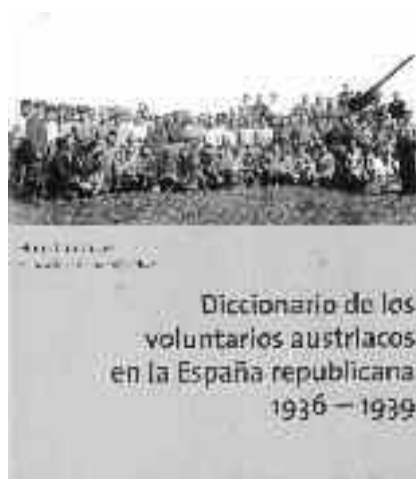 Diccionario de los
voluntarios austriacos
en la España republicana
1936 – 1939